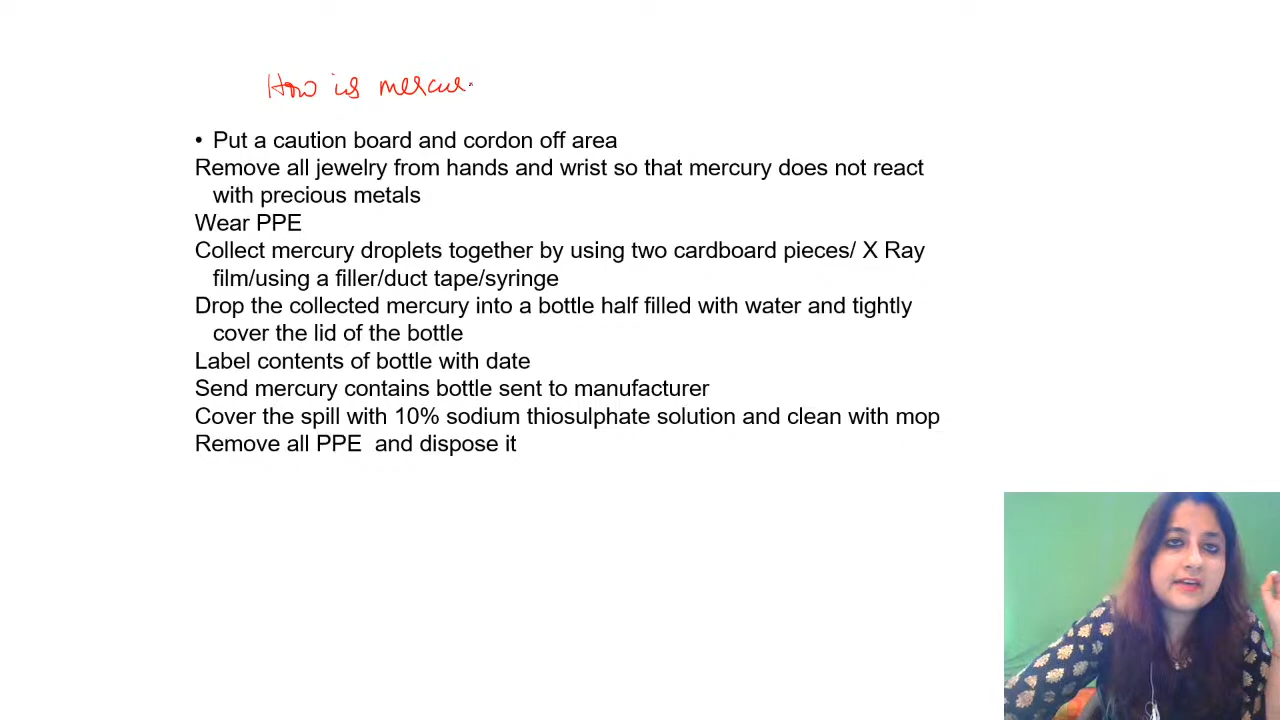 How is mercur
• Put a caution board and cordon off area
Remove all jewelry from hands and wrist so that mercury does not react
with precious metals
Wear PPE
Collect mercury droplets together by using two cardboard pieces/ X Ray
film/using a filler/duct tape/syringe
Drop the collected mercury into a bottle half filled with water and tightly
cover the lid of the bottle
Label contents of bottle with date
Send mercury contains bottle sent to manufacturer
Cover the spill with 10% sodium thiosulphate solution and clean with mop
Remove all PPE  and dispose it